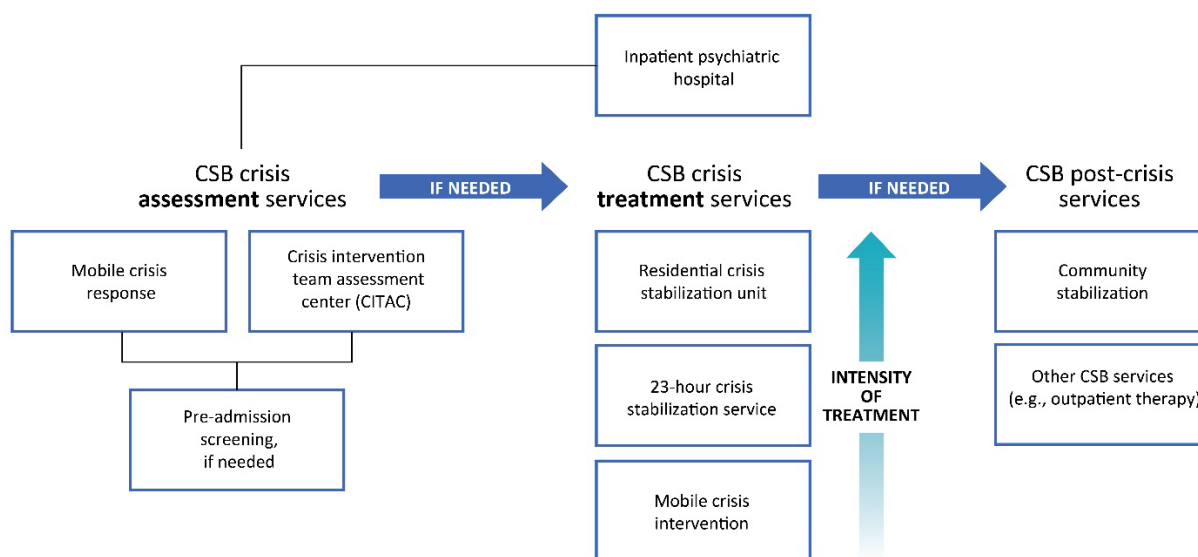 Inpatient psychiatric
hospital
CSB crisis
assessment services
IF NEEDED
CSB crisis
treatment services
IF NEEDED
CSB post-crisis
services
Mobile crisis
response
Crisis intervention
team assessment
center (CITAC)
Pre-admission
screening,
if needed
Residential crisis
stabilization unit
23-hour crisis
stabilization service
Mobile crisis
intervention
INTENSITY
OF
TREATMENT
Community
stabilization
Other CSB services
(e.g., outpatient therapy)